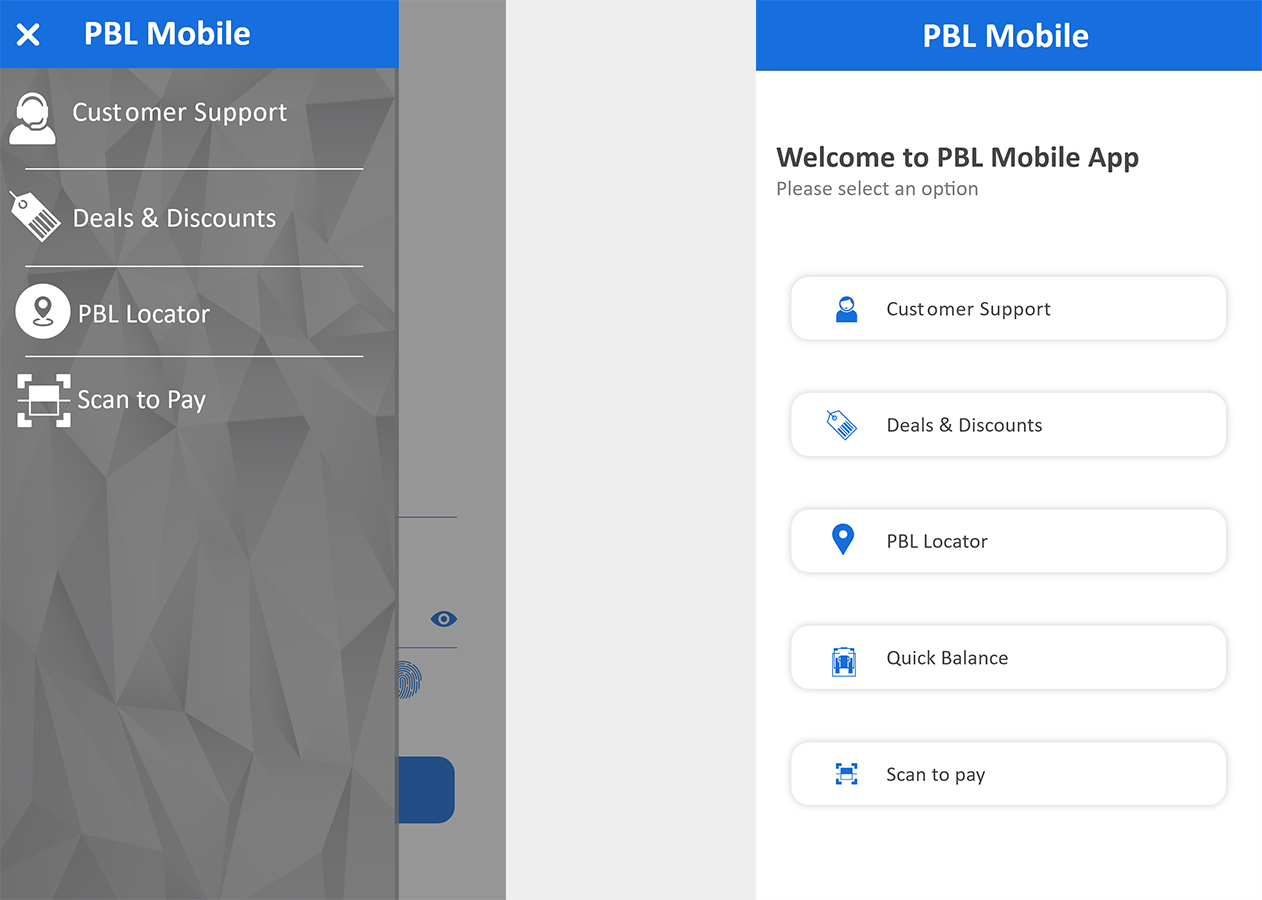 PBL Mobile
Customer Support
Deals & Discounts
PBL Locator
Scan to Pay
PBL Mobile
Welcome to PBL Mobile App
Please select an option
Customer Support
Deals & Discounts
PBL Locator
Quick Balance
Scan to pay